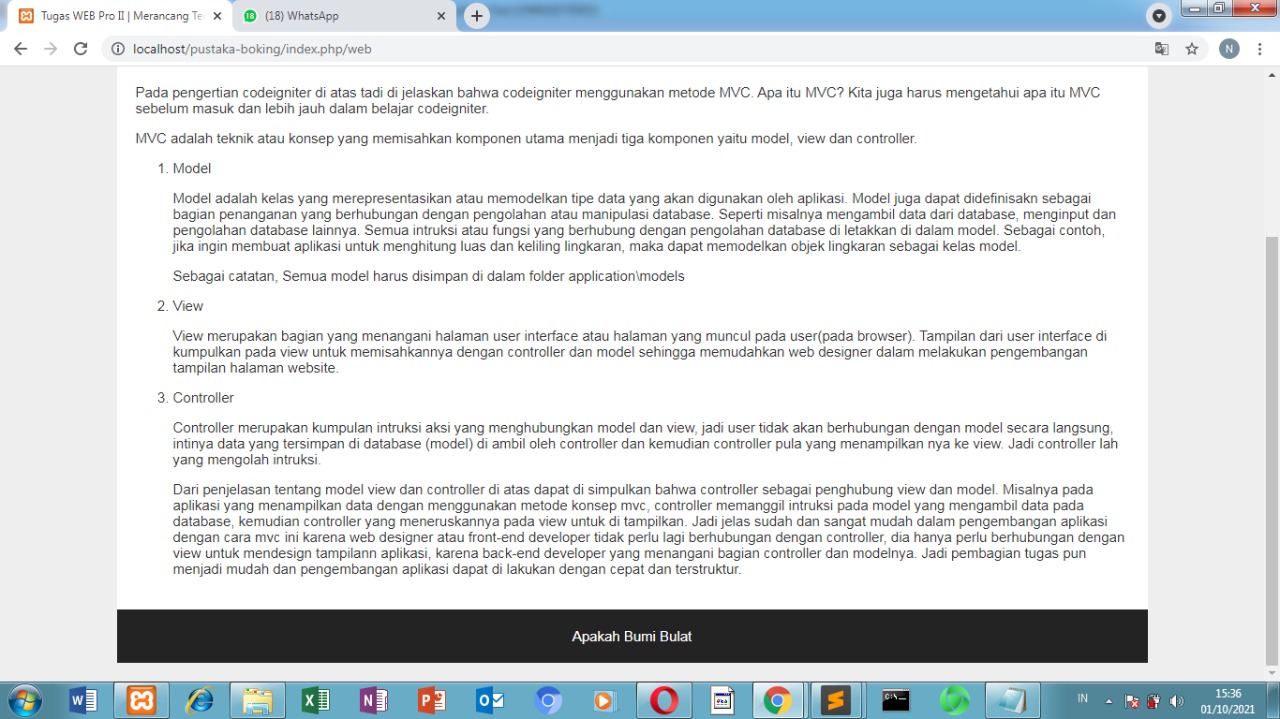 Tugas WEB Pro II | Merancang Te
(18) WhatsApp
localhost/pustaka-boking/index.php/web
N
Pada pengertian codeigniter di atas tadi di jelaskan bahwa codeigniter menggunakan metode MVC. Apa itu MVC? Kita juga harus mengetahui apa itu MVC
sebelum masuk dan lebih jauh dalam belajar codeigniter.
MVC adalah teknik atau konsep yang memisahkan komponen utama menjadi tiga komponen yaitu model, view dan controller.
1. Model
Model adalah kelas yang merepresentasikan atau memodelkan tipe data yang akan digunakan oleh aplikasi. Model juga dapat didefinisakn sebagai
bagian penanganan yang berhubungan dengan pengolahan atau manipulasi database. Seperti misalnya mengambil data dari database, menginput dan
pengolahan database lainnya. Semua intruksi atau fungsi yang berhubung dengan pengolahan database di letakkan di dalam model. Sebagai contoh,
jika ingin membuat aplikasi untuk menghitung luas dan keliling lingkaran, maka dapat memodelkan objek lingkaran sebagai kelas model.
Sebagai catatan, Semua model harus disimpan di dalam folder application\models
2. View
View merupakan bagian yang menangani halaman user interface atau halaman yang muncul pada user(pada browser). Tampilan dari user interface di
kumpulkan pada view untuk memisahkannya dengan controller dan model sehingga memudahkan web designer dalam melakukan pengembangan
tampilan halaman website.
3. Controller
Controller merupakan kumpulan intruksi aksi yang menghubungkan model dan view, jadi user tidak akan berhubungan dengan model secara langsung,
intinya data yang tersimpan di database (model) di ambil oleh controller dan kemudian controller pula yang menampilkan nya ke view. Jadi controller lah
yang mengolah intruksi.
Dari penjelasan tentang model view dan controller di atas dapat di simpulkan bahwa controller sebagai penghubung view dan model. Misalnya pada
aplikasi yang menampilkan data dengan menggunakan metode konsep mvc, controller memanggil intruksi pada model yang mengambil data pada
database, kemudian controller yang meneruskannya pada view untuk di tampilkan. Jadi jelas sudah dan sangat mudah dalam pengembangan aplikasi
dengan cara mvc ini karena web designer atau front-end developer tidak perlu lagi berhubungan dengan controller, dia hanya perlu berhubungan dengan
view untuk mendesign tampilann aplikasi, karena back-end developer yang menangani bagian controller dan modelnya. Jadi pembagian tugas pun
menjadi mudah dan pengembangan aplikasi dapat di lakukan dengan cepat dan terstruktur.
Apakah Bumi Bulat
IN
15:36
01/10/2021